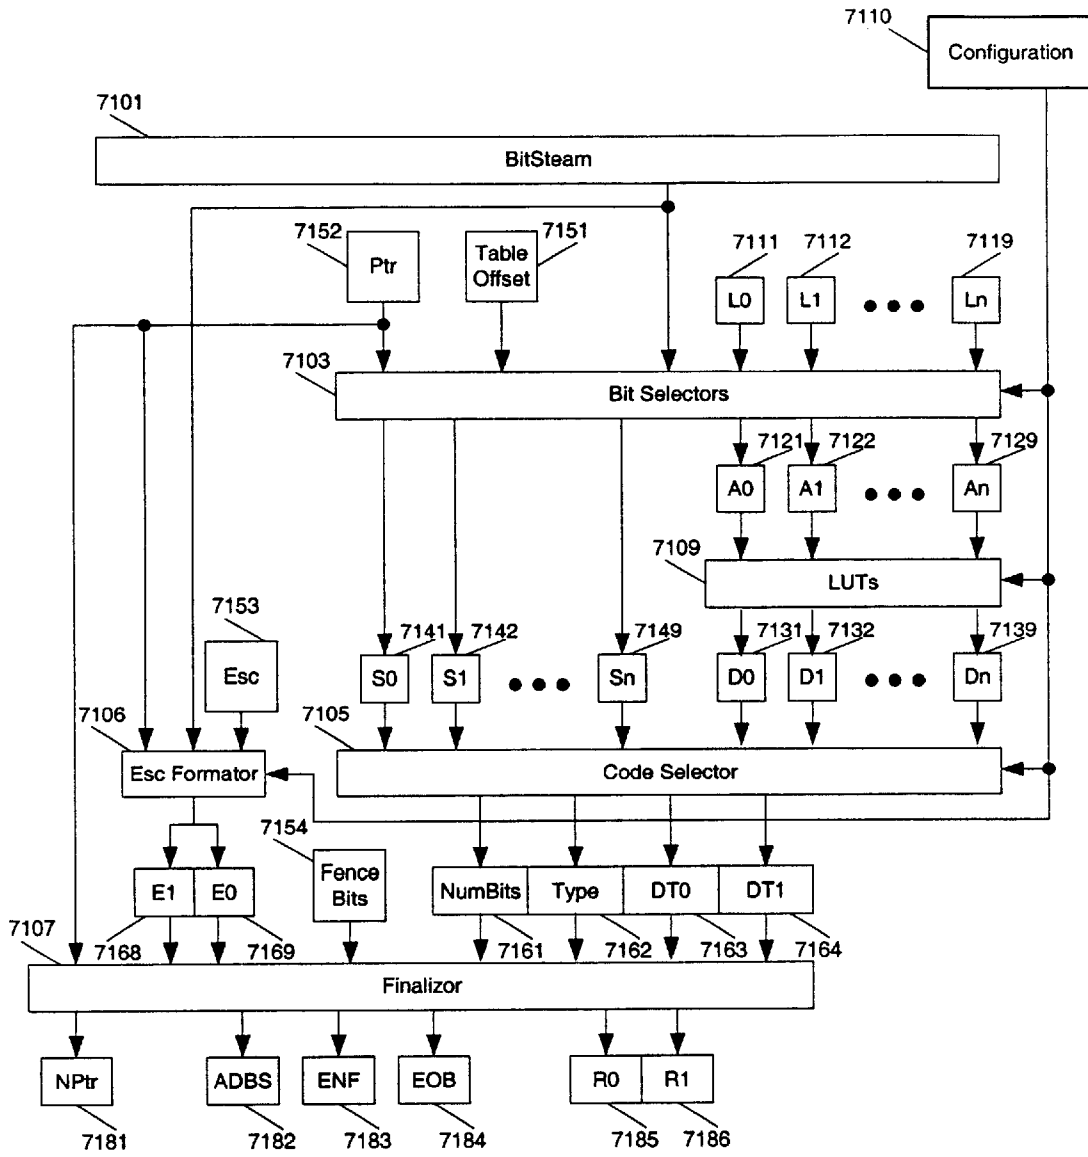 7110
Configuration
7101
BitSteam
7152
Ptr
Table
Offset
7151
7111
L0
7112
L1
7119
Ln
7103
Bit Selectors
7121
A0
7122
A1
7129
An
7109
LUTs
7153
Esc
7141
S0
7142
S1
7149
Sn
7131
D0
7132
D1
7139
Dn
7106
Esc Formator
7105
Code Selector
7154
Fence
Bits
E1
E0
NumBits
Type
DT0
DT1
7107
7168
7169
7161
7162
7163
7164
Finalizor
NPtr
ADBS
ENF
EOB
R0
R1
7181
7182
7183
7184
7185
7186